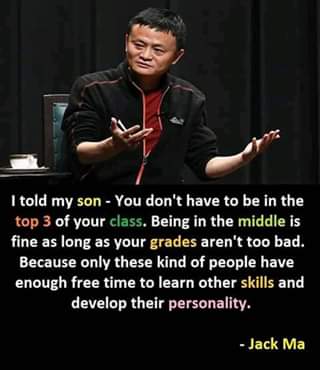 I told my son - You don't have to be in the
top 3 of your class. Being in the middle is
fine as long as your grades aren't too bad.
Because only these kind of people have
enough free time to learn other skills and
develop their personality.
- Jack Ma